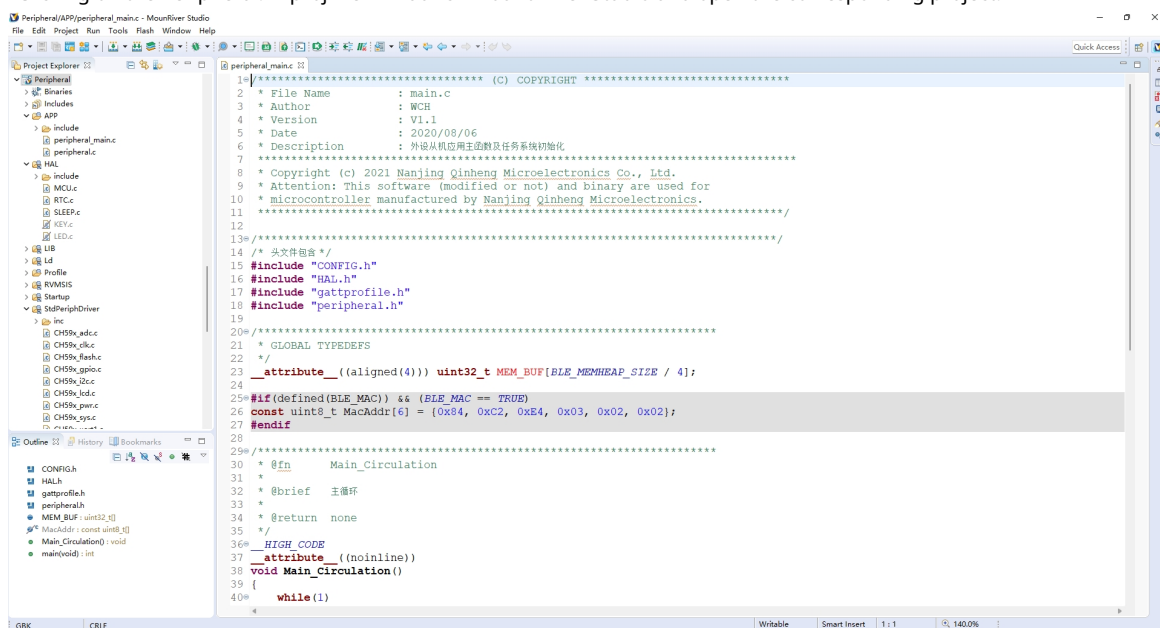 Peripheral/APP/peripheral_main.c - MounRiver Studio
File Edit Project Run Tools Flash Window Help
Quick Access
Project Explorer
Peripheral
Binaries
Includes
APP
include
peripheral_main.c
peripheral.c
HAL
include
MCU.c
RTC.c
SLEEP.c
KEY.c
LED.c
LIB
Ld
Profile
RVMSIS
Startup
StdPeriphDriver
inc
CH59x_adc.c
CH59x_clk.c
CH59x_flash.c
CH59x_gpio.c
CH59x_i2c.c
CH59x_lcd.c
CH59x_pwr.c
CH59x_sys.c
Outline History Bookmarks
CONFIG.h
HAL.h
gattprofile.h
peripheral.h
MEM_BUF : uint32_t[]
MacAddr : const uint8_t[]
Main_Circulation() : void
main(void) : int
peripheral_main.c
1 /********************************** (C) COPYRIGHT *******************************
2 * File Name : main.c
3 * Author : WCH
4 * Version : V1.1
5 * Date : 2020/08/06
6 * Description : 外设从机应用主函数及任务系统初始化
7 *********************************************************************************
8 * Copyright (c) 2021 Nanjing Qinheng Microelectronics Co., Ltd.
9 * Attention: This software (modified or not) and binary are used for
10 * microcontroller manufactured by Nanjing Qinheng Microelectronics.
11 *******************************************************************************/
12
13 /******************************************************************************/
14 /* 头文件包含 */
15 #include "CONFIG.h"
16 #include "HAL.h"
17 #include "gattprofile.h"
18 #include "peripheral.h"
19
20 /*********************************************************************
21 * GLOBAL TYPEDEFS
22 */
23 __attribute__((aligned(4))) uint32_t MEM_BUF[BLE_MEMHEAP_SIZE / 4];
24
25 #if(defined(BLE_MAC)) && (BLE_MAC == TRUE)
26 const uint8_t MacAddr[6] = {0x84, 0xC2, 0xE4, 0x03, 0x02, 0x02};
27 #endif
28
29 /*********************************************************************
30 * @fn Main_Circulation
31 *
32 * @brief 主循环
33 *
34 * @return none
35 */
36 __HIGH_CODE
37 __attribute__((noinline))
38 void Main_Circulation()
39 {
40 while(1)
GBK CRLF Writable Smart Insert 1 : 1 140.0%